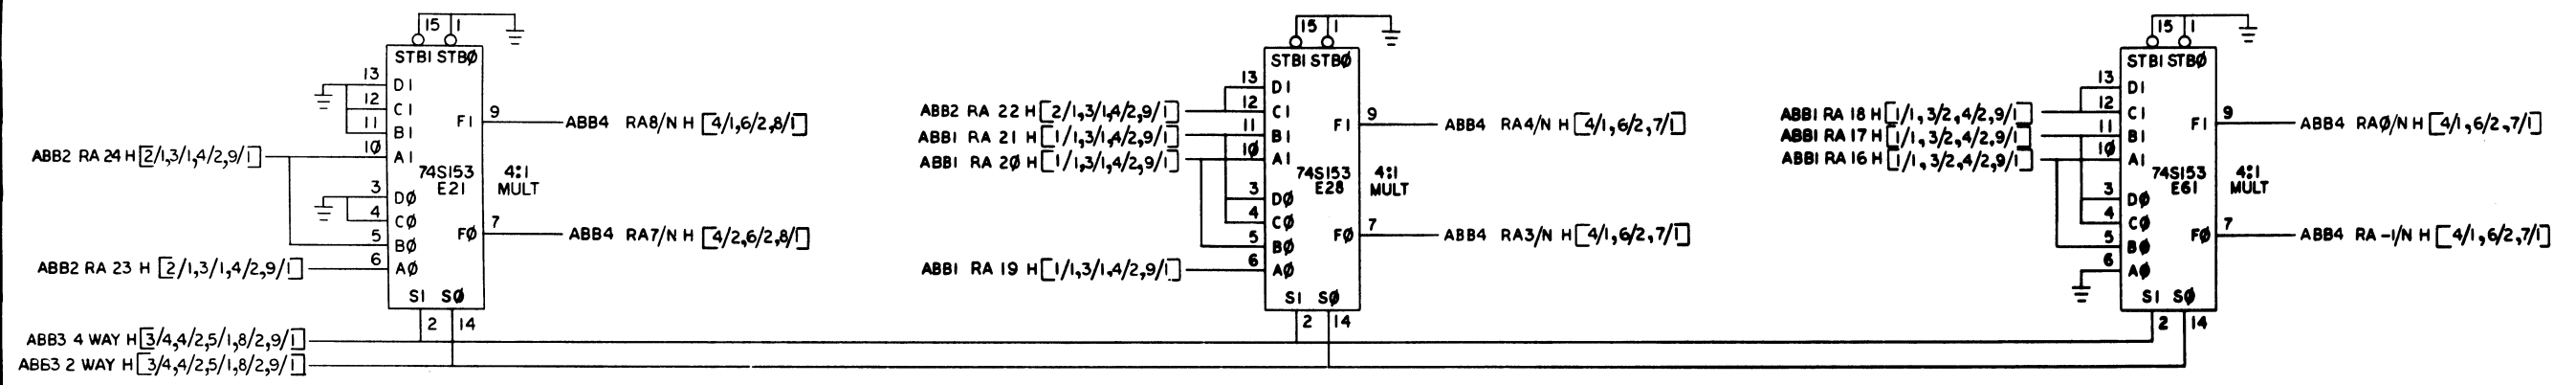 15 1
STB1 STBØ
13 D1
12 C1
11 B1
F1 9 ABB4 RA8/N H [4/1,6/2,8/1]
ABB2 RA 24 H [2/1,3/1,4/2,9/1] 10 A1
74S153 4:1
E21 MULT
3 DØ
4 CØ
5 BØ
FØ 7 ABB4 RA7/N H [4/2,6/2,8/1]
ABB2 RA 23 H [2/1,3/1,4/2,9/1] 6 AØ
S1 SØ
2 14
ABB3 4 WAY H [3/4,4/2,5/1,8/2,9/1]
ABB3 2 WAY H [3/4,4/2,5/1,8/2,9/1]
15 1
STB1 STBØ
13 D1
ABB2 RA 22 H [2/1,3/1,4/2,9/1] 12 C1
ABB1 RA 21 H [1/1,3/1,4/2,9/1] 11 B1
F1 9 ABB4 RA4/N H [4/1,6/2,7/1]
ABB1 RA 2Ø H [1/1,3/1,4/2,9/1] 1Ø A1
74S153 4:1
E28 MULT
3 DØ
4 CØ
5 BØ
FØ 7 ABB4 RA3/N H [4/1,6/2,7/1]
ABB1 RA 19 H [1/1,3/1,4/2,9/1] 6 AØ
S1 SØ
2 14
15 1
STB1 STBØ
13 D1
ABB1 RA 18 H [1/1,3/2,4/2,9/1] 12 C1
ABB1 RA 17 H [1/1,3/2,4/2,9/1] 11 B1
F1 9 ABB4 RAØ/N H [4/1,6/2,7/1]
ABB1 RA 16 H [1/1,3/2,4/2,9/1] 1Ø A1
74S153 4:1
E61 MULT
3 DØ
4 CØ
5 BØ
FØ 7 ABB4 RA -1/N H [4/1,6/2,7/1]
6 AØ
S1 SØ
2 14